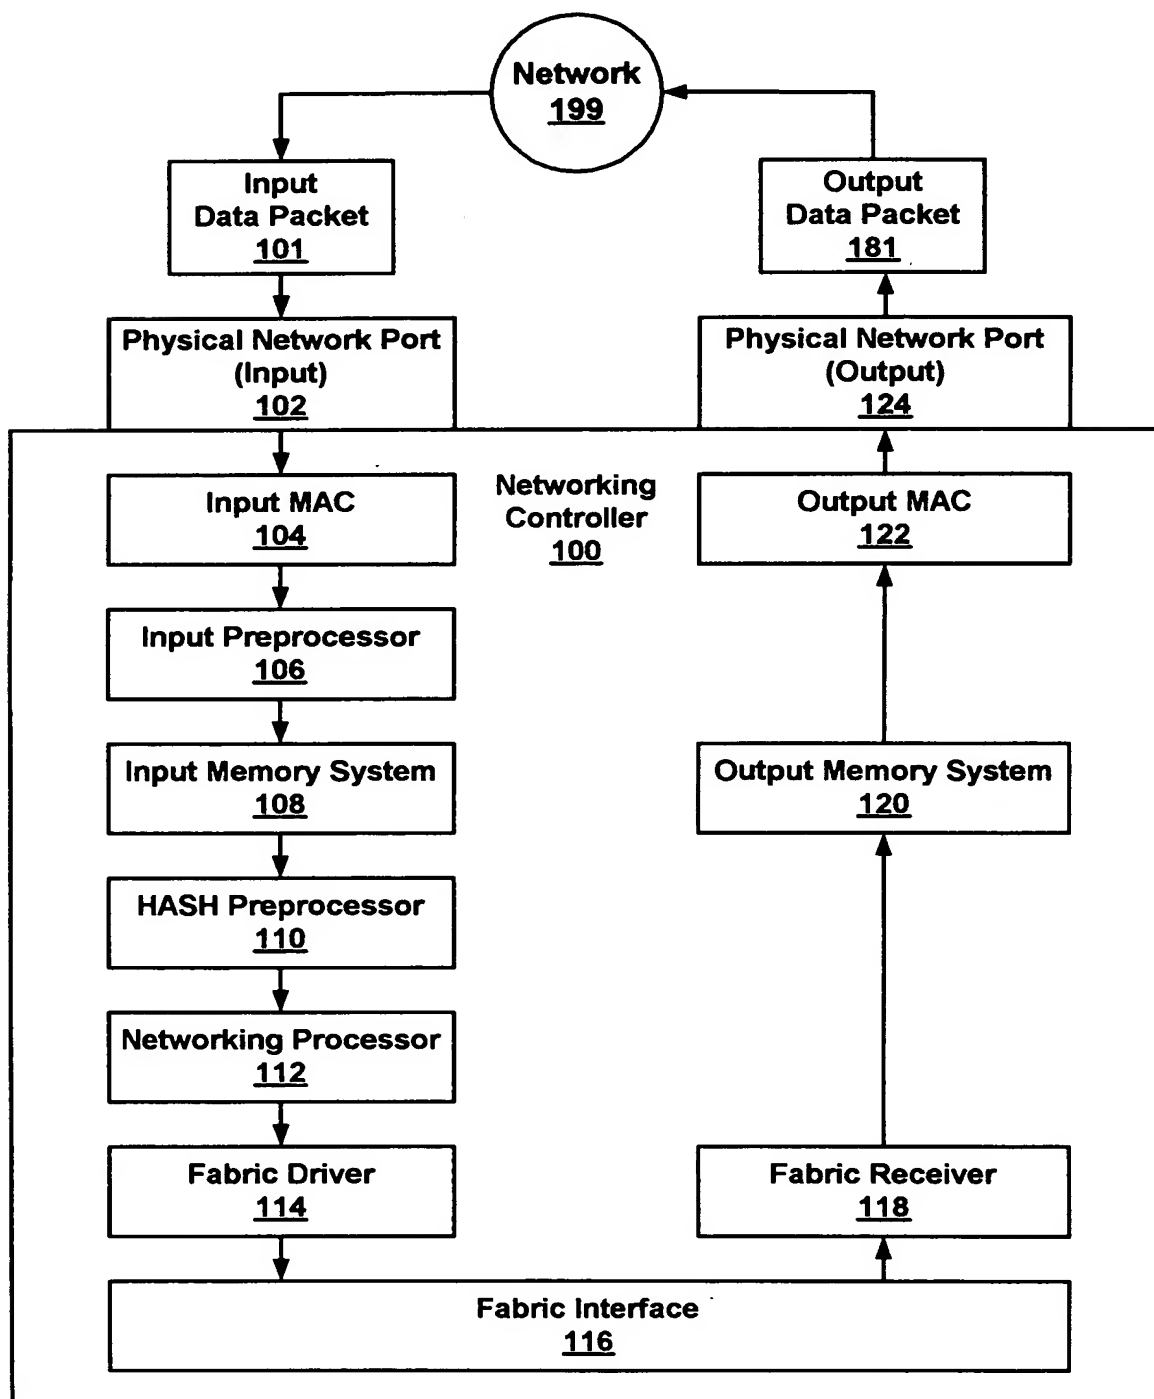 Network
199
Input
Data Packet
101
Output
Data Packet
181
Physical Network Port
(Input)
102
Physical Network Port
(Output)
124
Input MAC
104
Networking
Controller
100
Output MAC
122
Input Preprocessor
106
Input Memory System
108
Output Memory System
120
HASH Preprocessor
110
Networking Processor
112
Fabric Driver
114
Fabric Receiver
118
Fabric Interface
116